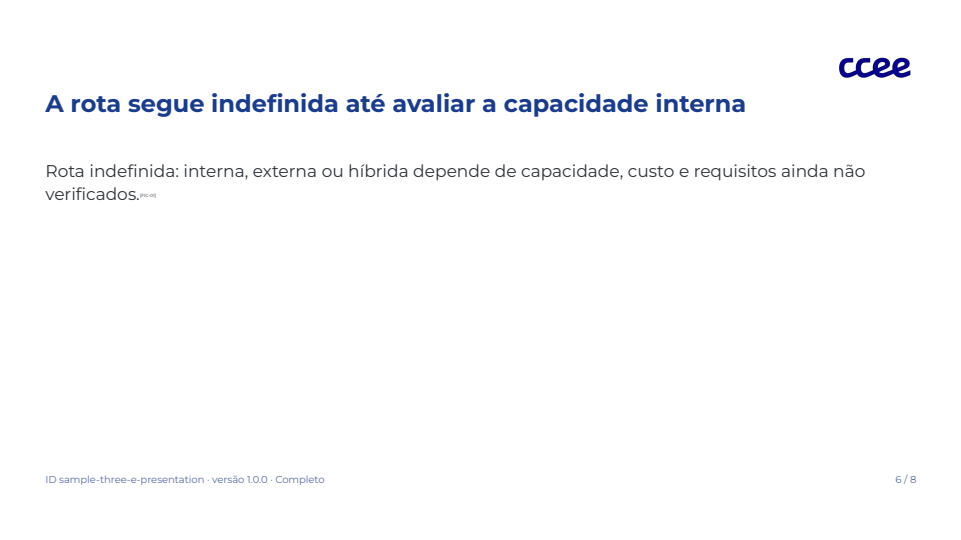 ccee
A rota segue indefinida até avaliar a capacidade interna
Rota indefinida: interna, externa ou híbrida depende de capacidade, custo e requisitos ainda não
verificados.
ID sample-three-e-presentation · versão 1.0.0 · Completo
6 / 8